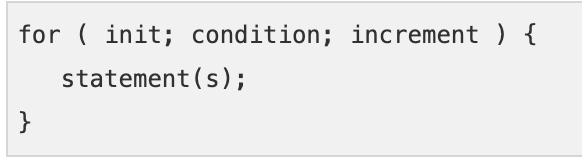 for ( init; condition; increment ) {
   statement(s);
}